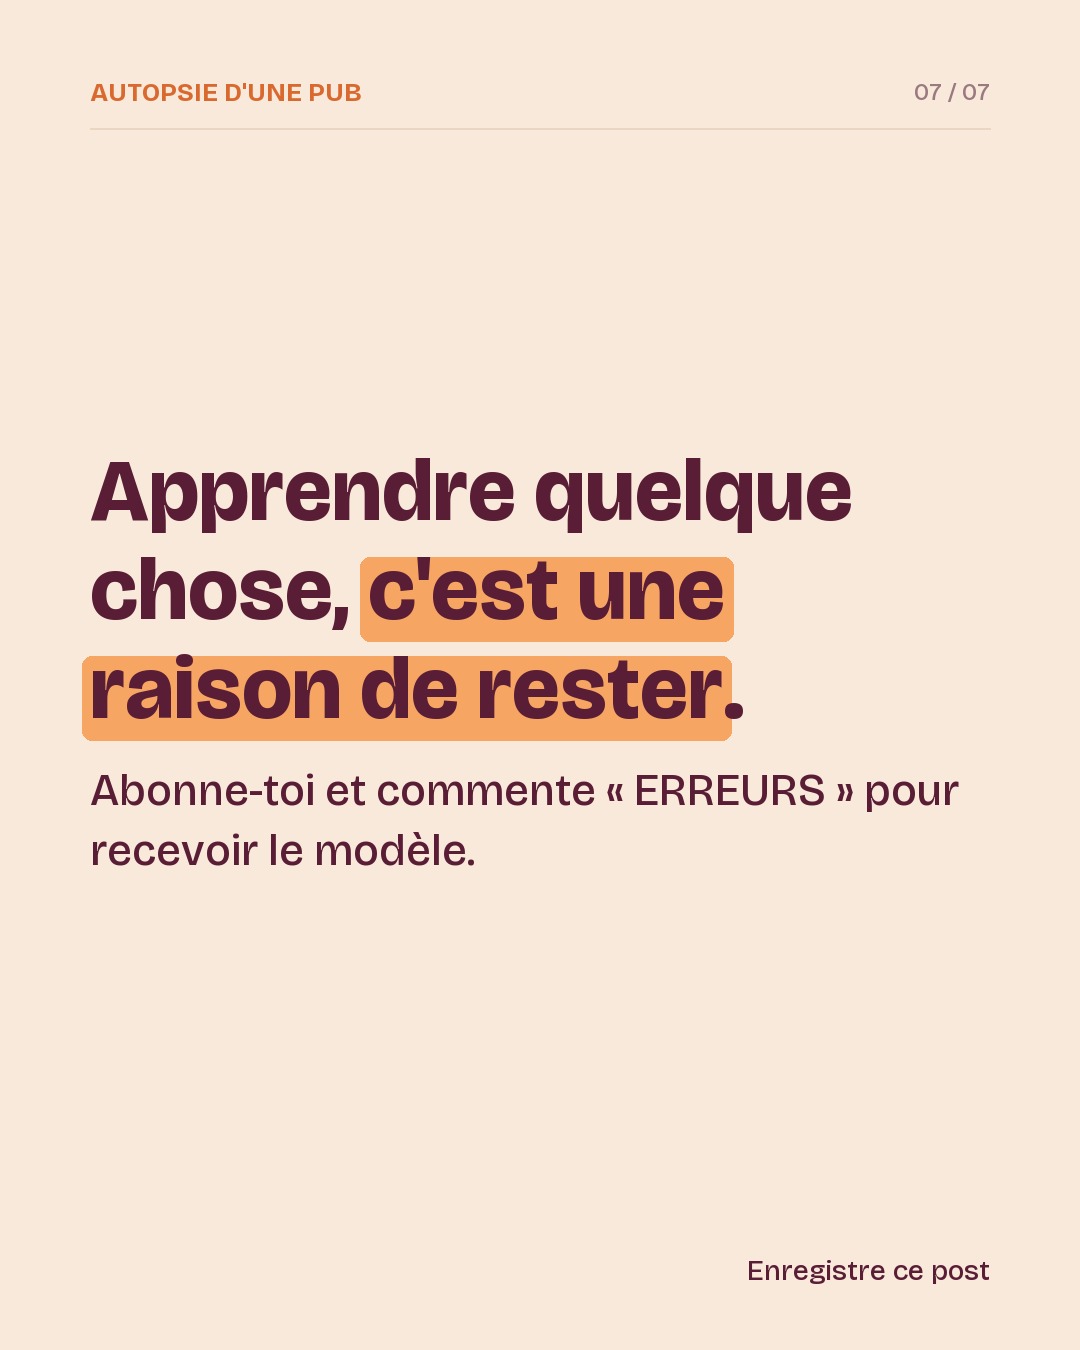 AUTOPSIE D'UNE PUB
07 / 07
Apprendre quelque
chose, c'est une
raison de rester.
Abonne-toi et commente « ERREURS » pour
recevoir le modèle.
Enregistre ce post